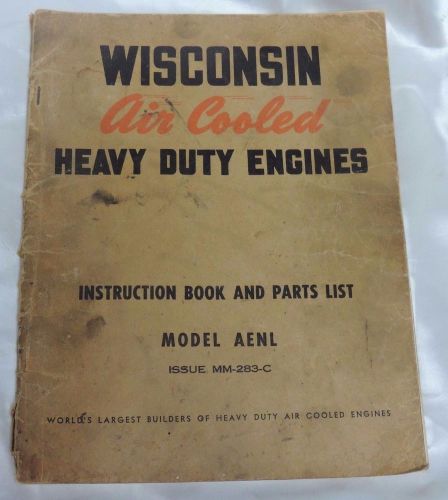 WISCONSIN
Air Cooled
HEAVY DUTY ENGINES
INSTRUCTION BOOK AND PARTS LIST
MODEL AENL
ISSUE MM-283-C
WORLD'S LARGEST BUILDERS OF HEAVY DUTY AIR COOLED ENGINES